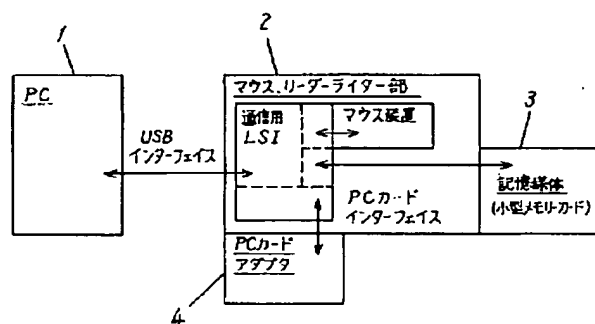 1
PC
USB
インターフェイス
2
マウス、リーダーライター部
通信用
LSI
マウス装置
PCカード
インターフェイス
3
記憶媒体
(小型メモリーカード)
PCカード
アダプタ
4